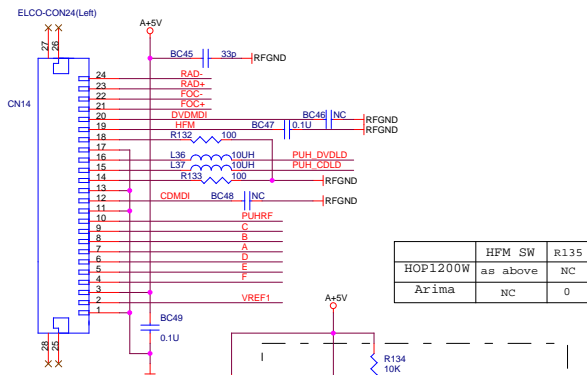 ELCO-CON24(Left)
A+5V
27
26
BC45
33p
RFGND
CN14
24
RAD-
23
RAD+
22
FOC-
21
FOC+
20
DVDMDI
BC46
NC
RFGND
19
HFM
BC47
0.1U
RFGND
18
R132
100
17
16
L36
10UH
PUH_DVDLD
15
L37
10UH
PUH_CDLD
14
R133
100
RFGND
13
12
CDMDI
BC48
NC
RFGND
11
10
PUHRF
9
C
8
B
7
A
6
D
5
E
4
F
3
2
VREF1
1
HFM SW R135
HOP1200W as above NC
Arima NC 0
A+5V
BC49
0.1U
28
25
R134
10K